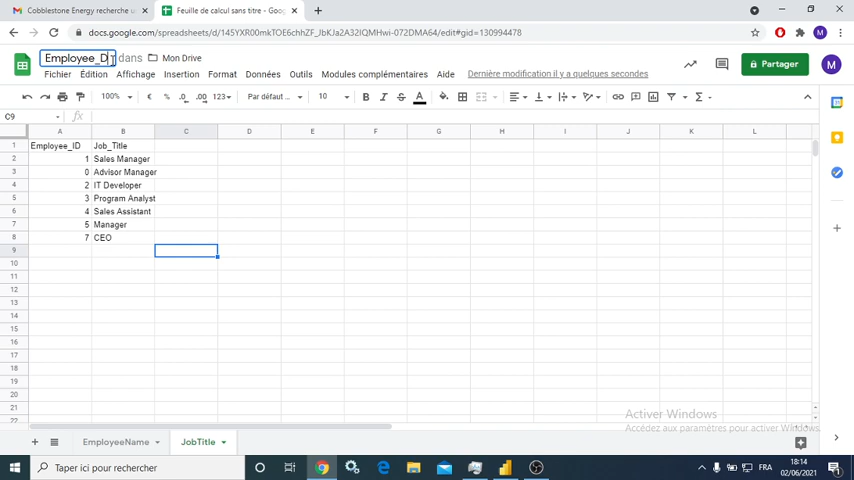 Cobblestone Energy recherche u
Feuille de calcul sans titre - Goog
docs.google.com/spreadsheets/d/145YXR00mkTOE6chhZF_JbKJa2IQMHwi-072DMA64/edit#gid=130994478
Employee_D dans Mon Drive
Fichier Édition Affichage Insertion Format Données Outils Modules complémentaires Aide Dernière modification il y a quelques secondes
Partager M
100% € % .0 .00 123 Par défaut ... 10 B I S A
C9 fx
A B C D E F G H I J K L
1 Employee_ID Job_Title
2 1 Sales Manager
3 0 Advisor Manager
4 2 IT Developer
5 3 Program Analyst
6 4 Sales Assistant
7 5 Manager
8 7 CEO
9
10
11
12
13
14
15
16
17
18
19
20
21
22
Activer Windows
Accédez aux paramètres pour activer Windows.
EmployeeName JobTitle
Taper ici pour rechercher
FRA
18:14
02/06/2021